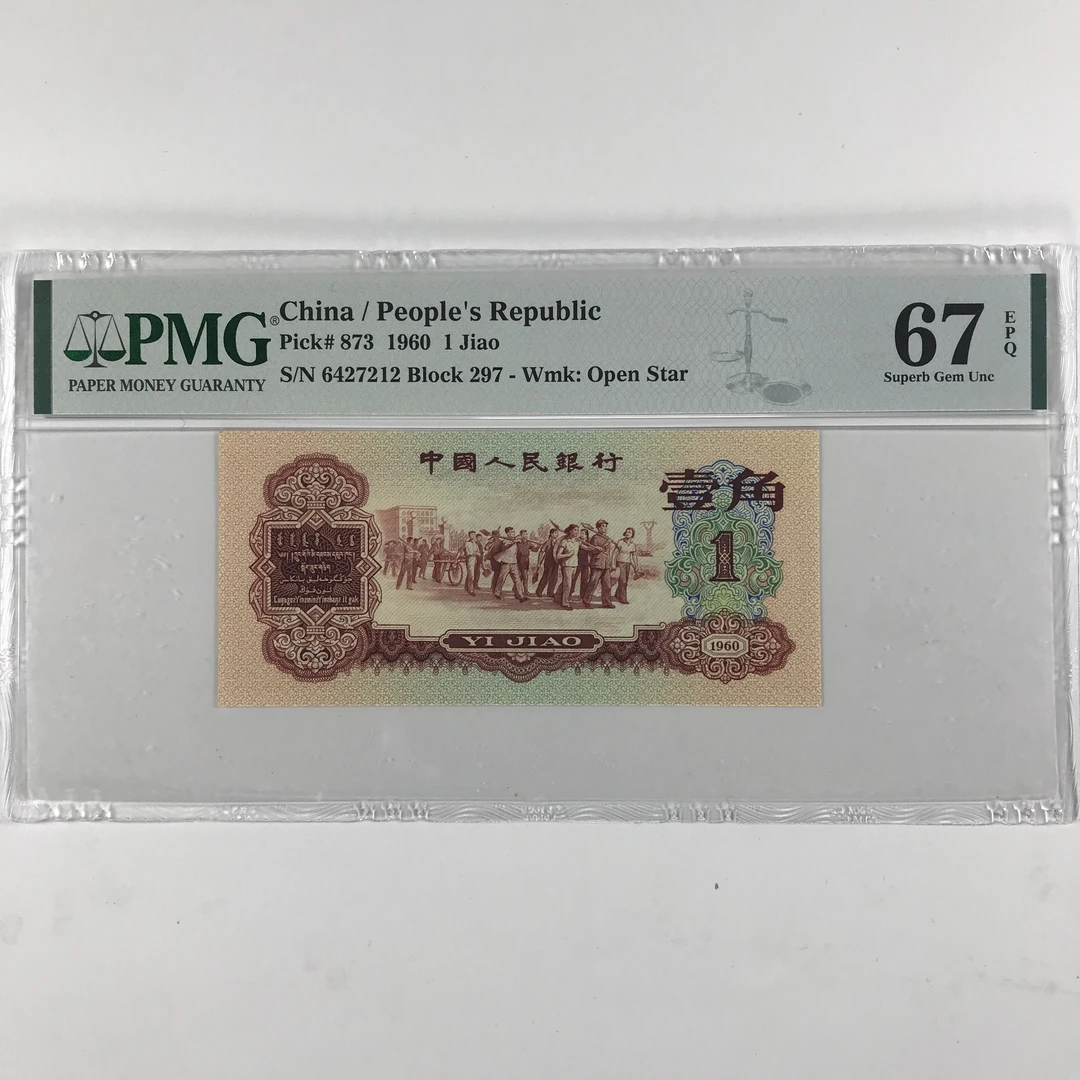 PMG®
PAPER MONEY GUARANTY
China / People's Republic
Pick# 873 1960 1 Jiao
S/N 6427212 Block 297 - Wmk: Open Star
67
EPQ
Superb Gem Unc
中國人民銀行
壹角
1
YI JIAO
1960